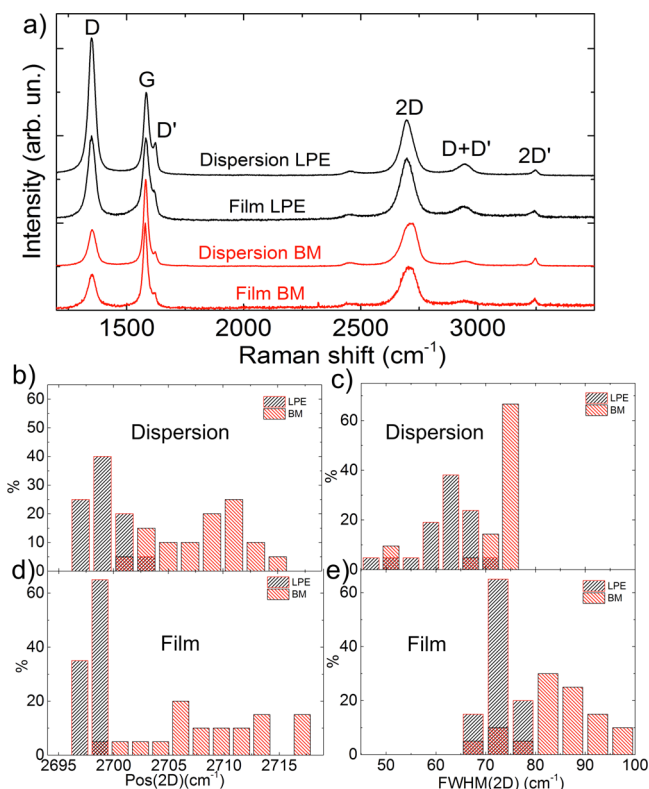 a)
D
G
D'
2D
D+D'
2D'
Dispersion LPE
Film LPE
Dispersion BM
Film BM
Intensity (arb. un.)
1500 2000 2500 3000
Raman shift (cm⁻¹)
b)
60
50
40
30
20
10
0
%
Dispersion
LPE
BM
c)
60
40
20
0
%
Dispersion
LPE
BM
d)
60
40
20
0
%
Film
LPE
BM
2695 2700 2705 2710 2715
Pos(2D)(cm⁻¹)
e)
60
40
20
0
%
Film
LPE
BM
50 60 70 80 90 100
FWHM(2D) (cm⁻¹)